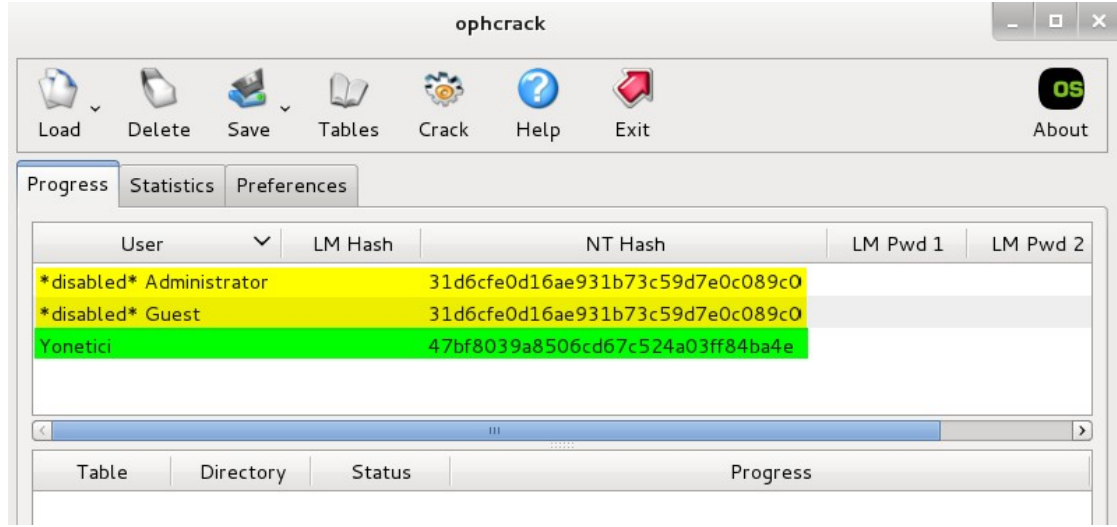 ophcrack
OS
Load Delete Save Tables Crack Help Exit About
Progress Statistics Preferences
User LM Hash NT Hash LM Pwd 1 LM Pwd 2
*disabled* Administrator 31d6cfe0d16ae931b73c59d7e0c089c0
*disabled* Guest 31d6cfe0d16ae931b73c59d7e0c089c0
Yonetici 47bf8039a8506cd67c524a03ff84ba4e
Table Directory Status Progress